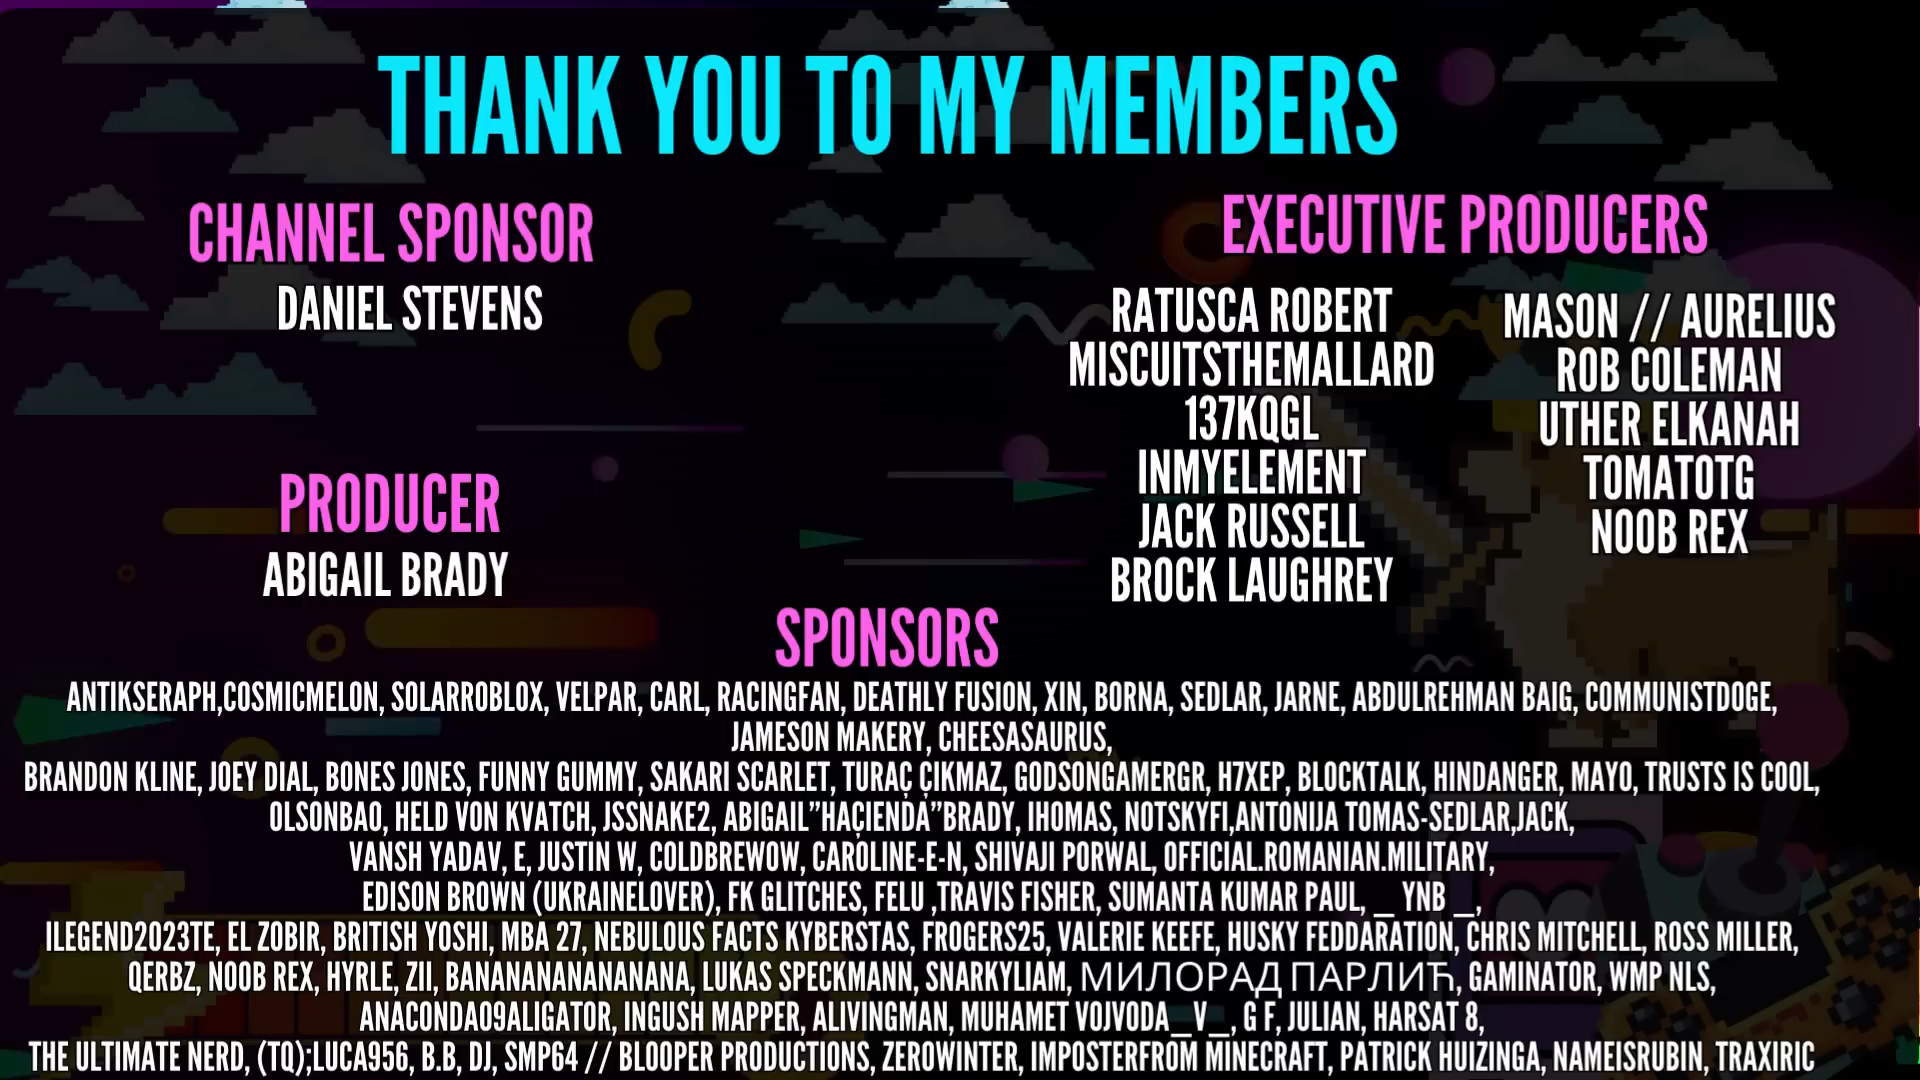 THANK YOU TO MY MEMBERS
CHANNEL SPONSOR
DANIEL STEVENS
PRODUCER
ABIGAIL BRADY
EXECUTIVE PRODUCERS
RATUSCA ROBERT
MISCUITSTHEMALLARD
137KQGL
INMYELEMENT
JACK RUSSELL
BROCK LAUGHREY
MASON // AURELIUS
ROB COLEMAN
UTHER ELKANAH
TOMATOTG
NOOB REX
SPONSORS
ANTIKSERAPH,COSMICMELON, SOLARROBLOX, VELPAR, CARL, RACINGFAN, DEATHLY FUSION, XIN, BORNA, SEDLAR, JARNE, ABDULREHMAN BAIG, COMMUNISTDOGE,
JAMESON MAKERY, CHEESASAURUS,
BRANDON KLINE, JOEY DIAL, BONES JONES, FUNNY GUMMY, SAKARI SCARLET, TURAÇ ÇIKMAZ, GODSONGAMERGR, H7XEP, BLOCKTALK, HINDANGER, MAYO, TRUSTS IS COOL,
OLSONBAO, HELD VON KVATCH, JSSNAKE2, ABIGAIL”HAÇIENDA”BRADY, IHOMAS, NOTSKYFI,ANTONIJA TOMAS-SEDLAR,JACK,
VANSH YADAV, E, JUSTIN W, COLDBREWOW, CAROLINE-E-N, SHIVAJI PORWAL, OFFICIAL.ROMANIAN.MILITARY,
EDISON BROWN (UKRAINELOVER), FK GLITCHES, FELU ,TRAVIS FISHER, SUMANTA KUMAR PAUL, _ YNB _,
ILEGEND2023TE, EL ZOBIR, BRITISH YOSHI, MBA 27, NEBULOUS FACTS KYBERSTAS, FROGERS25, VALERIE KEEFE, HUSKY FEDDARATION, CHRIS MITCHELL, ROSS MILLER,
QERBZ, NOOB REX, HYRLE, ZII, BANANANANANANANA, LUKAS SPECKMANN, SNARKYLIAM, МИЛОРАД ПАРЛИЋ, GAMINATOR, WMP NLS,
ANACONDA09ALIGATOR, INGUSH MAPPER, ALIVINGMAN, MUHAMET VOJVODA_V_, G F, JULIAN, HARSAT 8,
THE ULTIMATE NERD, (TQ);LUCA956, B.B, DJ, SMP64 // BLOOPER PRODUCTIONS, ZEROWINTER, IMPOSTERFROM MINECRAFT, PATRICK HUIZINGA, NAMEISRUBIN, TRAXIRIC